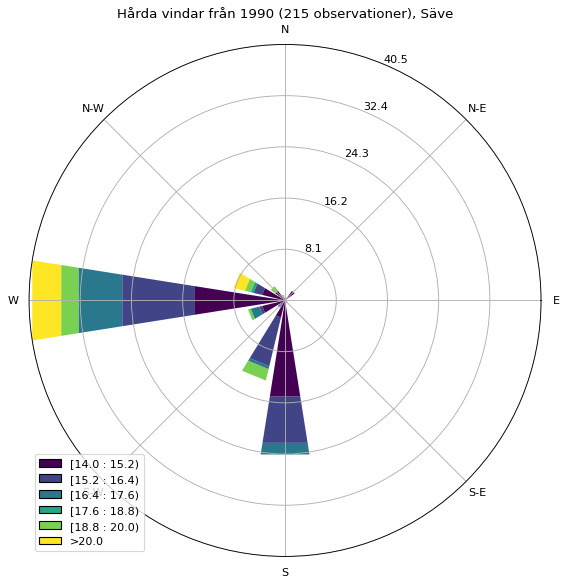 Hårda vindar från 1990 (215 observationer), Säve
N
N-W
N-E
40.5
32.4
24.3
16.2
8.1
W
E
S-E
S
[14.0 : 15.2)
[15.2 : 16.4)
[16.4 : 17.6)
[17.6 : 18.8)
[18.8 : 20.0)
>20.0